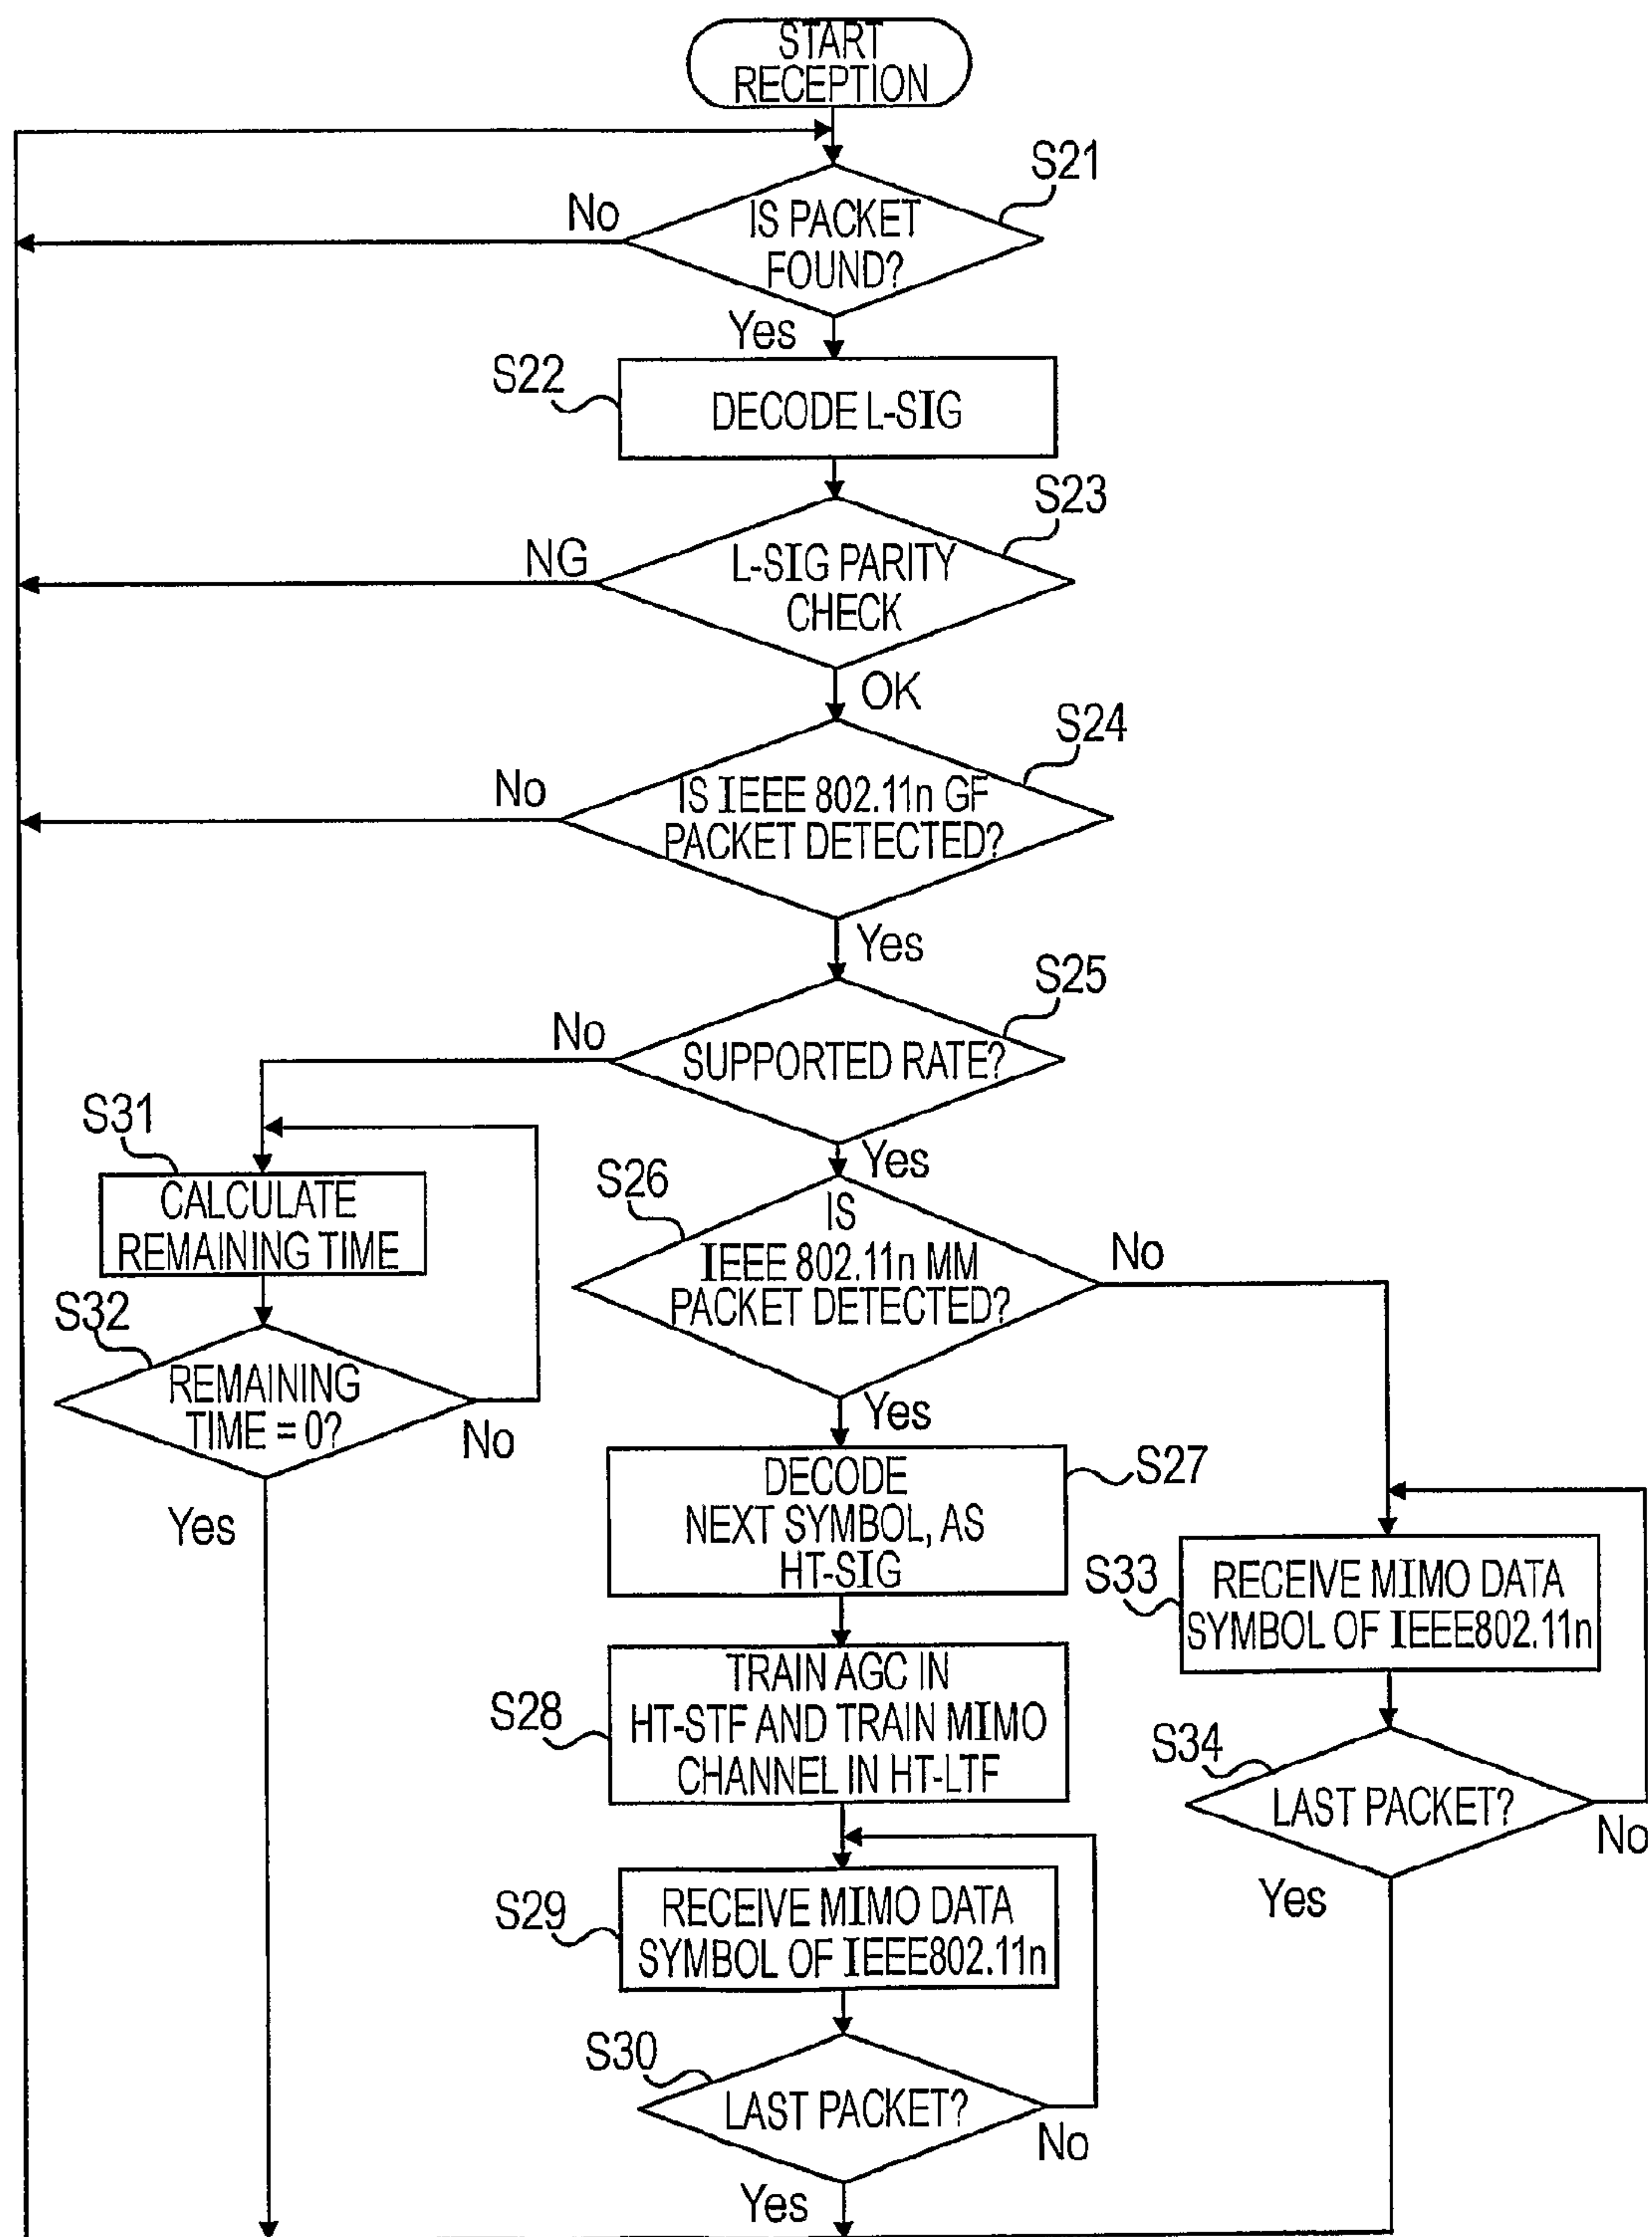 START
RECEPTION
S21
No
IS PACKET
FOUND?
Yes
S22
DECODE L-SIG
S23
NG
L-SIG PARITY
CHECK
OK
S24
No
IS IEEE 802.11n GF
PACKET DETECTED?
Yes
S25
No
SUPPORTED RATE?
Yes
S31
CALCULATE
REMAINING TIME
S32
REMAINING
TIME = 0?
No
Yes
S26
IS
IEEE 802.11n MM
PACKET DETECTED?
No
Yes
S27
DECODE
NEXT SYMBOL, AS
HT-SIG
S28
TRAIN AGC IN
HT-STF AND TRAIN MIMO
CHANNEL IN HT-LTF
S29
RECEIVE MIMO DATA
SYMBOL OF IEEE802.11n
S30
LAST PACKET?
No
Yes
S33
RECEIVE MIMO DATA
SYMBOL OF IEEE802.11n
S34
LAST PACKET?
No
Yes